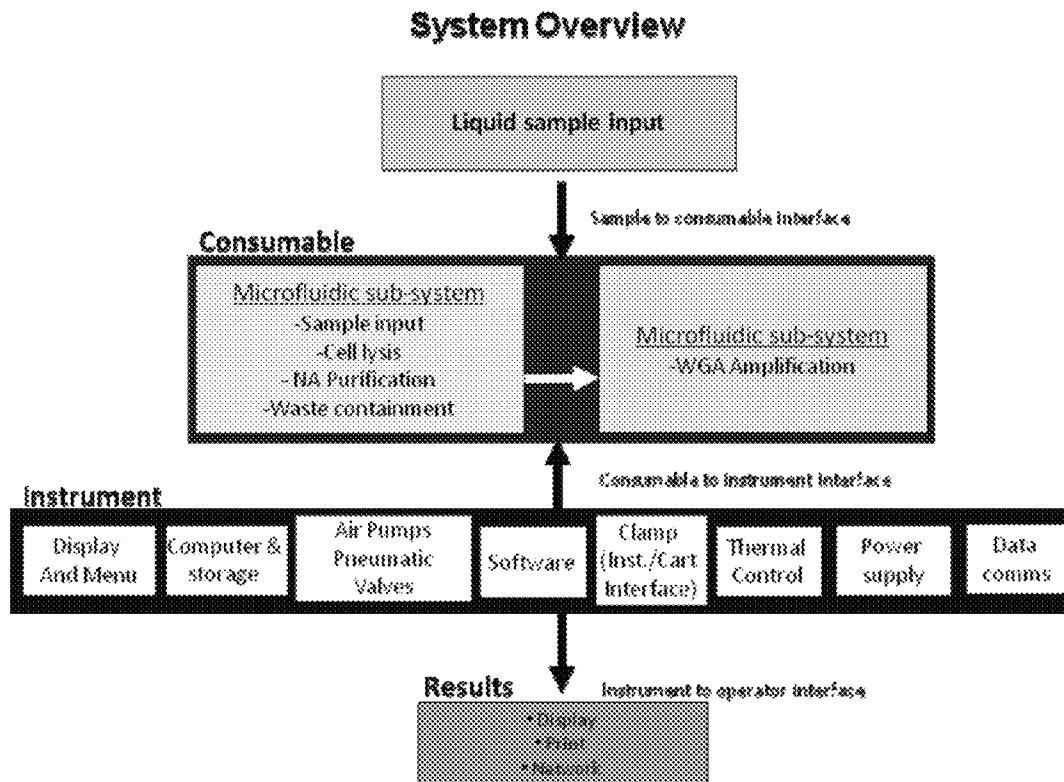 System Overview
Liquid sample input
Sample to consumable interface
Consumable
Microfluidic sub-system
-Sample input
-Cell lysis
-NA Purification
-Waste containment
Microfluidic sub-system
-WGA Amplification
Consumable to instrument interface
Instrument
Display
And Menu
Computer &
storage
Air Pumps
Pneumatic
Valves
Software
Clamp
(Inst./Cart
Interface)
Thermal
Control
Power
supply
Data
comms
Results
Instrument to operator interface
•Display
•Print
•Network